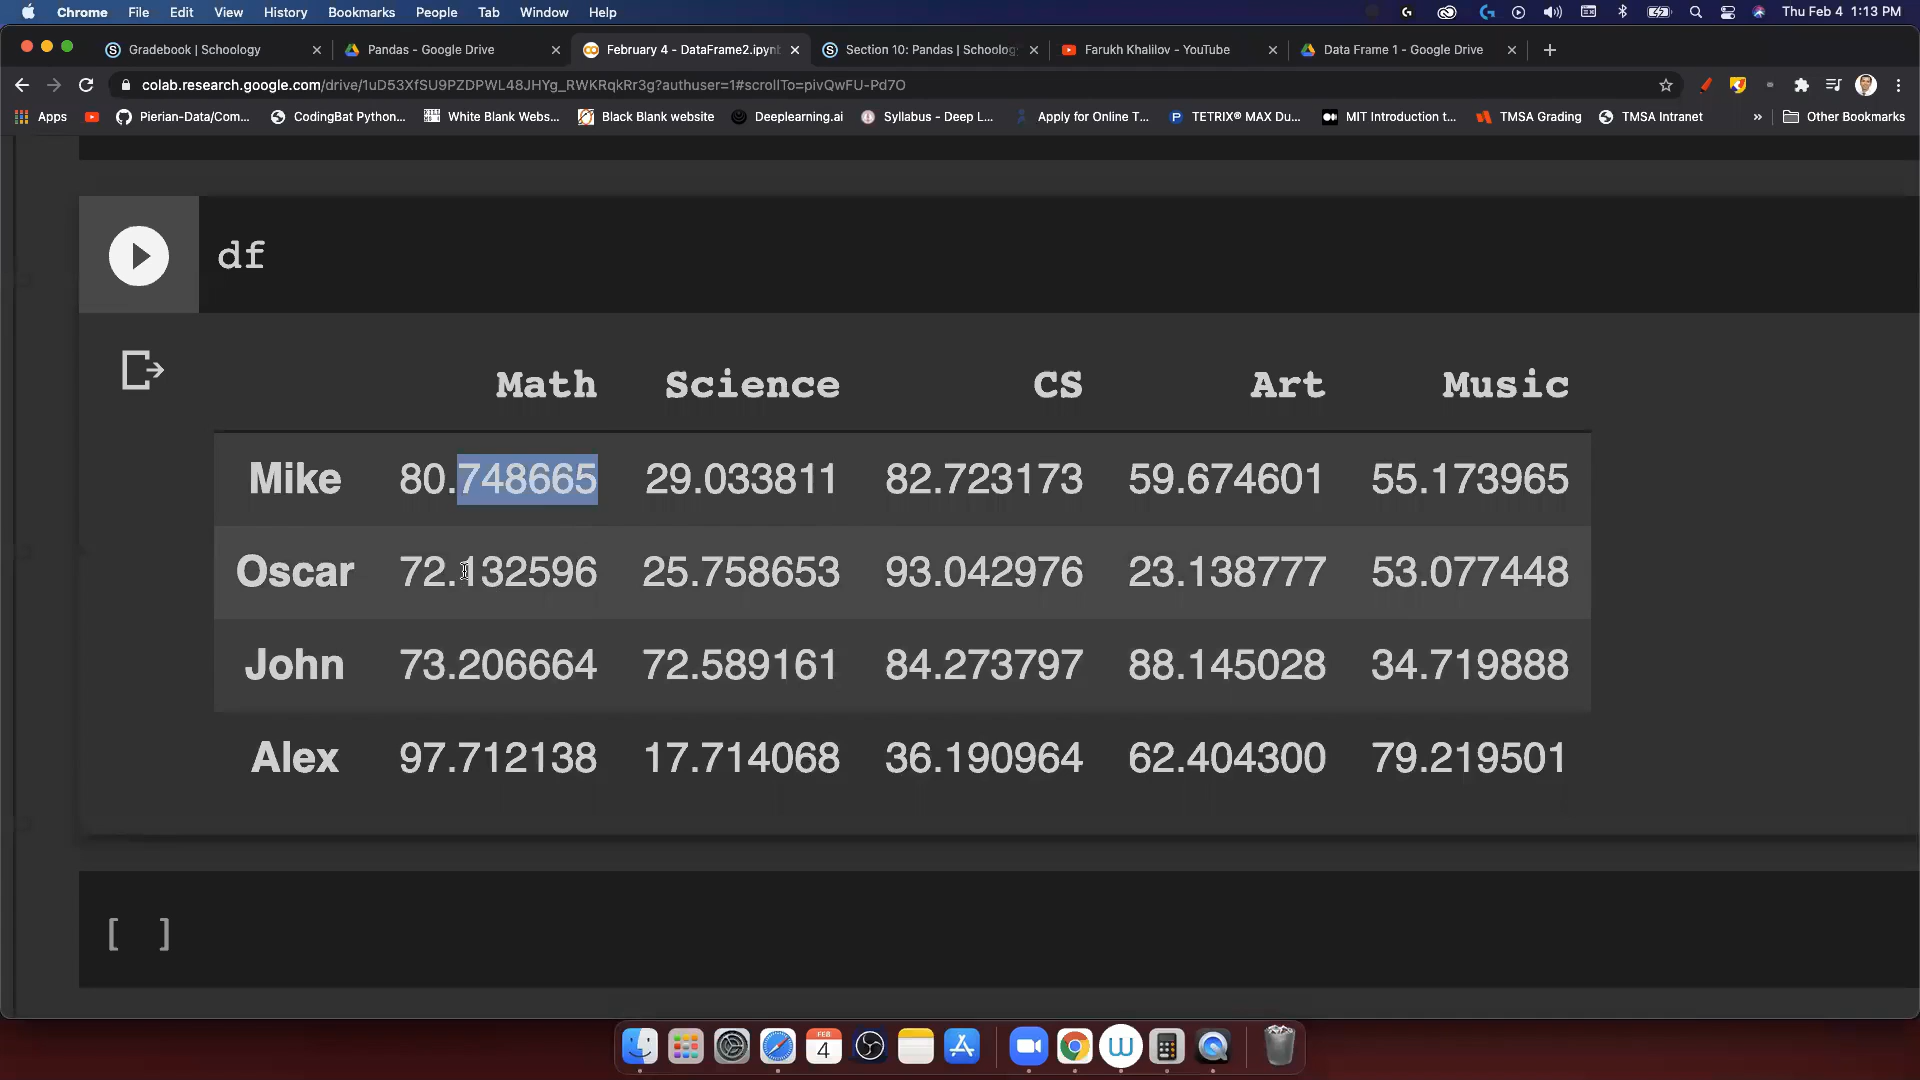 Chrome File Edit View History Bookmarks People Tab Window Help Thu Feb 4 1:13 PM
Gradebook | Schoology Pandas - Google Drive February 4 - DataFrame2.ipynb Section 10: Pandas | Schoology Farukh Khalilov - YouTube Data Frame 1 - Google Drive
colab.research.google.com/drive/1uD53XfSU9PZDPWL48JHYg_RWKRqkRr3g?authuser=1#scrollTo=pivQwFU-Pd7O
Apps Pierian-Data/Com... CodingBat Python... White Blank Webs... Black Blank website Deeplearning.ai Syllabus - Deep L... Apply for Online T... TETRIX® MAX Du... MIT Introduction t... TMSA Grading TMSA Intranet » Other Bookmarks
df
Math Science CS Art Music
Mike 80.748665 29.033811 82.723173 59.674601 55.173965
Oscar 72.132596 25.758653 93.042976 23.138777 53.077448
John 73.206664 72.589161 84.273797 88.145028 34.719888
Alex 97.712138 17.714068 36.190964 62.404300 79.219501
[ ]
FEB
4